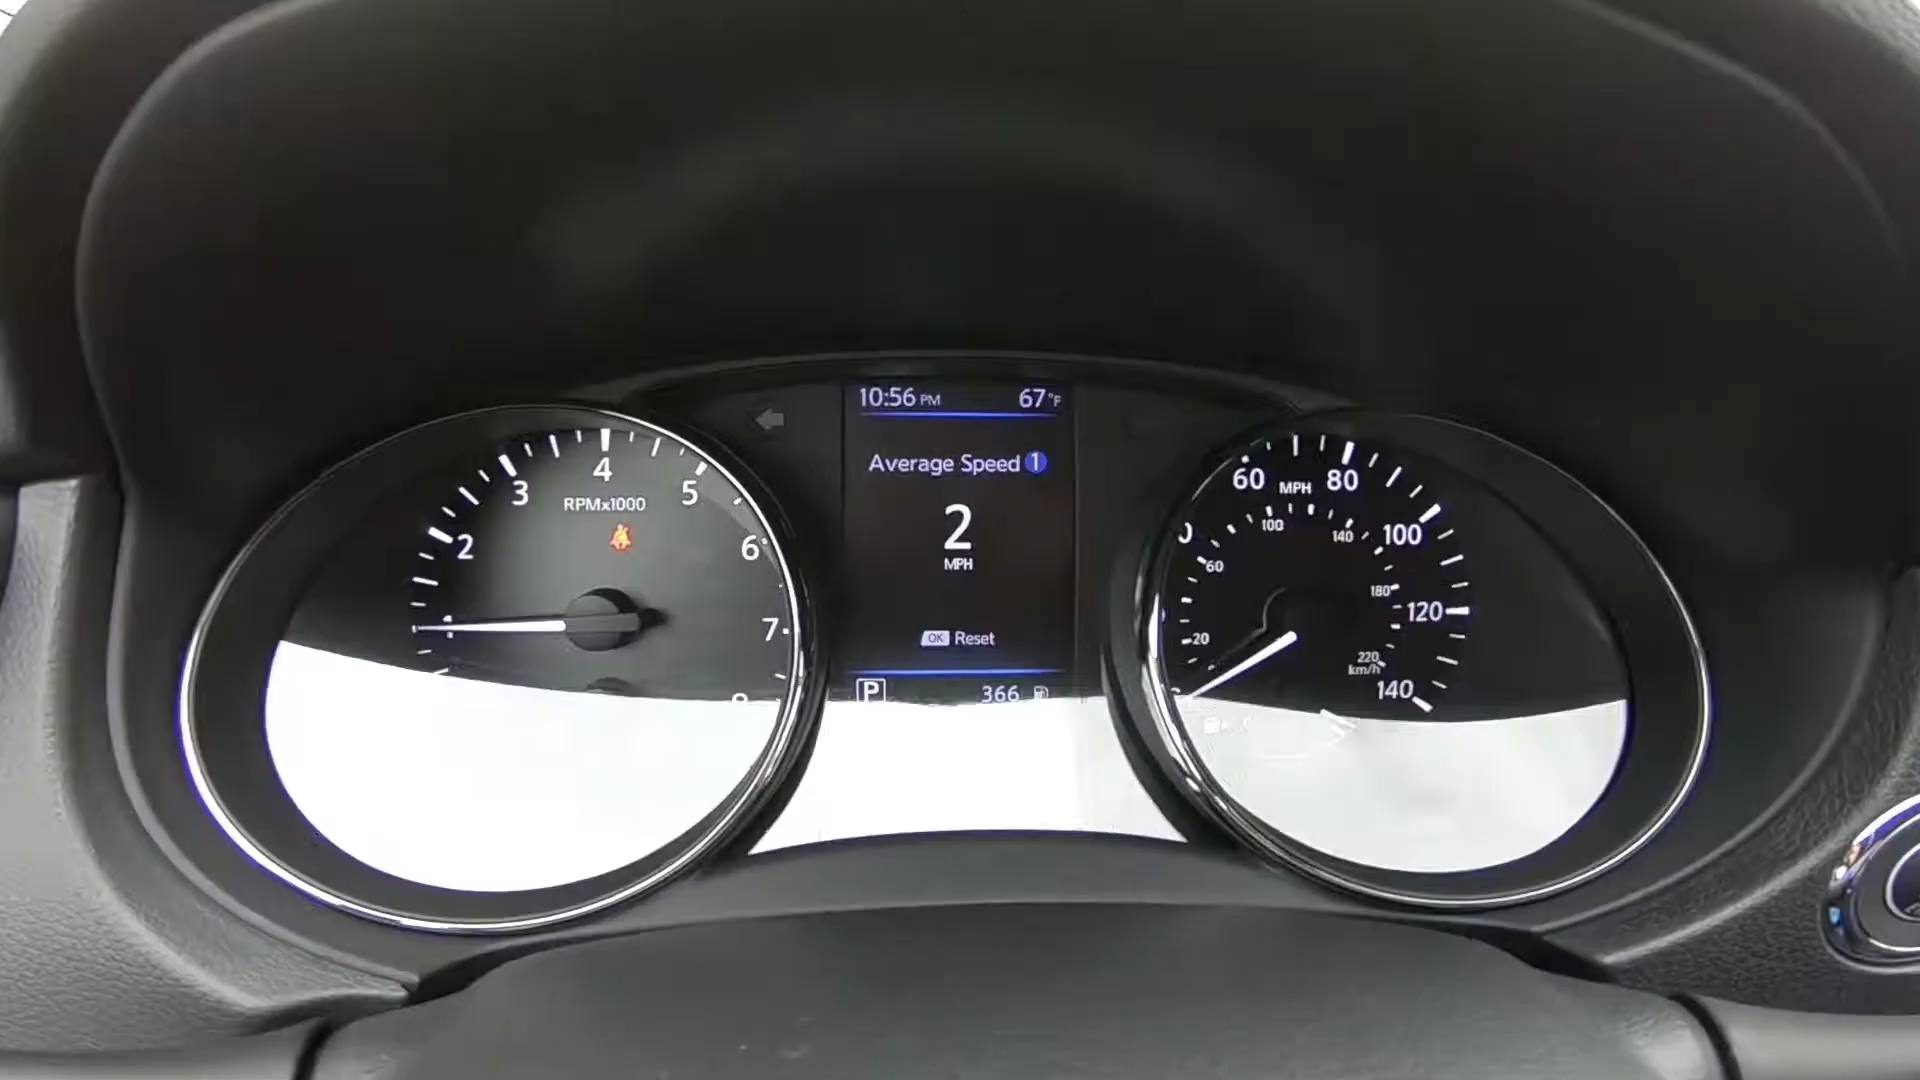 10:56 PM 67°F
Average Speed 1
2
MPH
OK Reset
P 366
1 2 3 4 5 6 7
RPMx1000
60 80 100 120 140
MPH
20 60 100 140 180 220
km/h